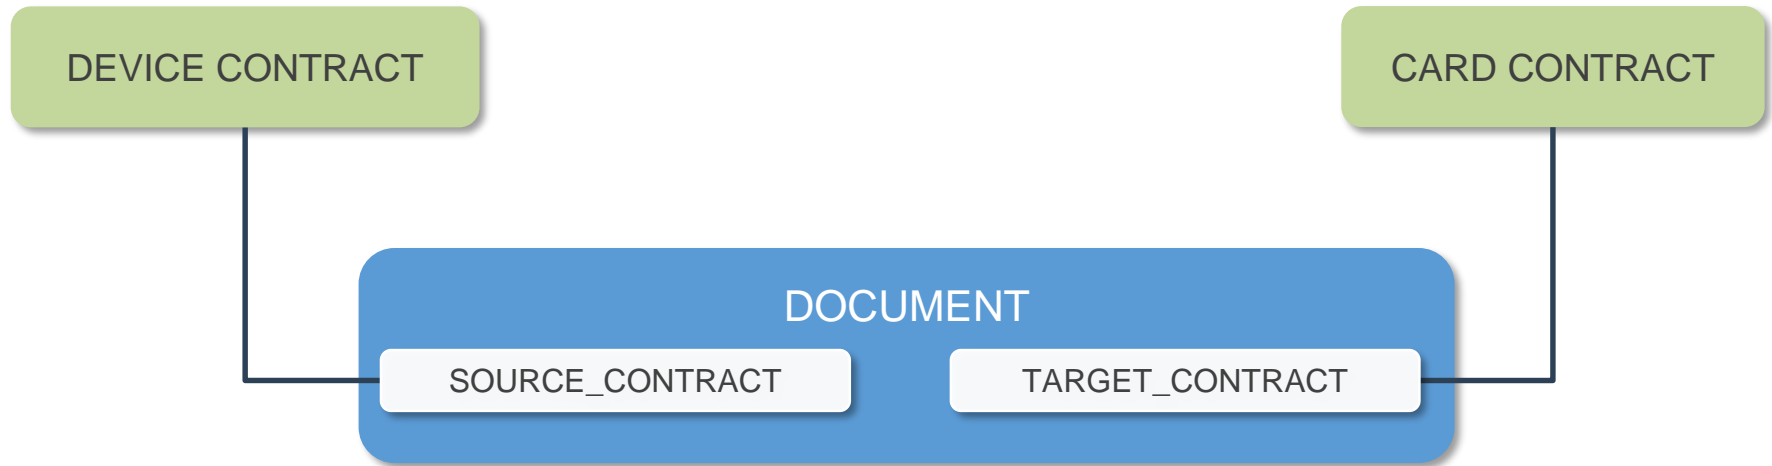 DEVICE CONTRACT
CARD CONTRACT
DOCUMENT
SOURCE_CONTRACT
TARGET_CONTRACT